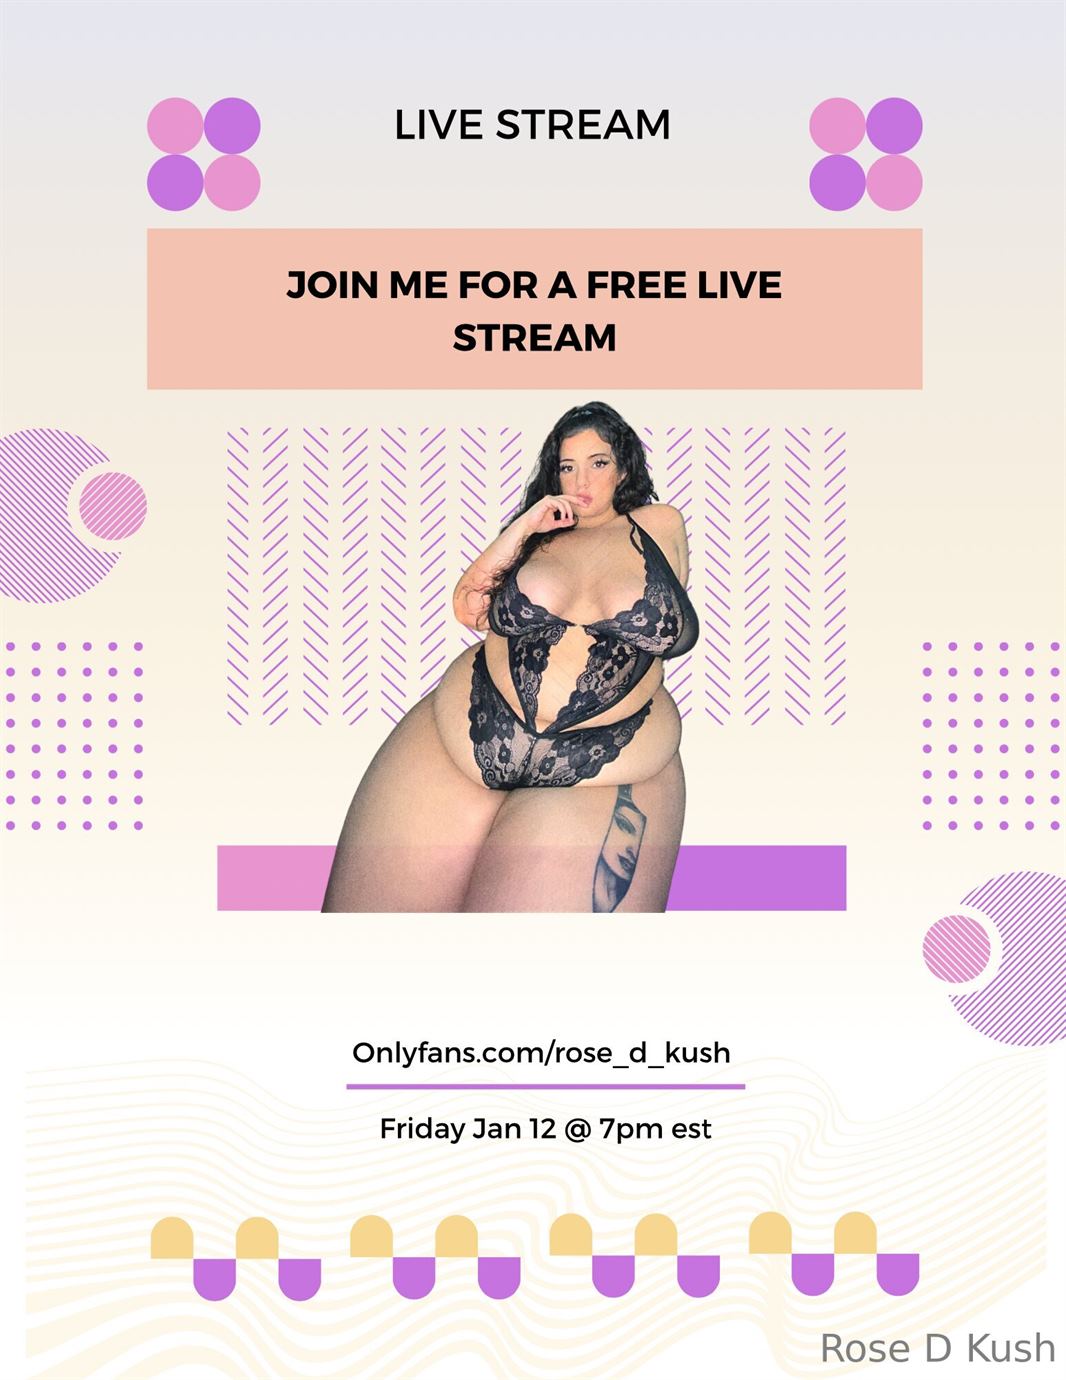 LIVE STREAM
JOIN ME FOR A FREE LIVE
STREAM
Onlyfans.com/rose_d_kush
Friday Jan 12 @ 7pm est
Rose D Kush